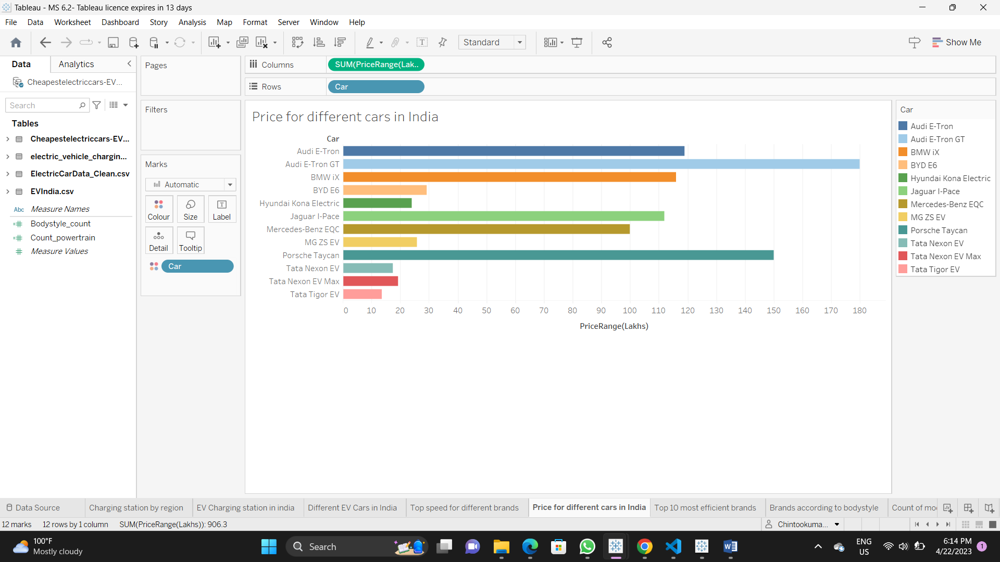 Tableau - MS 6.2- Tableau licence expires in 13 days
File Data Worksheet Dashboard Story Analysis Map Format Server Window Help
Standard
Show Me
Data Analytics
Cheapestelectriccars-EV...
Search
Tables
Cheapestelectriccars-EV...
electric_vehicle_chargin...
ElectricCarData_Clean.csv
EVIndia.csv
Abc Measure Names
Bodystyle_count
Count_powertrain
Measure Values
Pages
Filters
Marks
Automatic
Colour Size Label
Detail Tooltip
Car
Columns SUM(PriceRange(Lak..
Rows Car
Price for different cars in India
Car
Audi E-Tron
Audi E-Tron GT
BMW iX
BYD E6
Hyundai Kona Electric
Jaguar I-Pace
Mercedes-Benz EQC
MG ZS EV
Porsche Taycan
Tata Nexon EV
Tata Nexon EV Max
Tata Tigor EV
0 10 20 30 40 50 60 70 80 90 100 110 120 130 140 150 160 170 180
PriceRange(Lakhs)
Car
Audi E-Tron
Audi E-Tron GT
BMW iX
BYD E6
Hyundai Kona Electric
Jaguar I-Pace
Mercedes-Benz EQC
MG ZS EV
Porsche Taycan
Tata Nexon EV
Tata Nexon EV Max
Tata Tigor EV
Data Source Charging station by region EV Charging station in india Different EV Cars in India Top speed for different brands Price for different cars in India Top 10 most efficient brands Brands according to bodystyle Count of mo
12 marks 12 rows by 1 column SUM(PriceRange(Lakhs)): 906.3 Chintookuma...
100°F
Mostly cloudy
Search
ENG
US
6:14 PM
4/22/2023
1